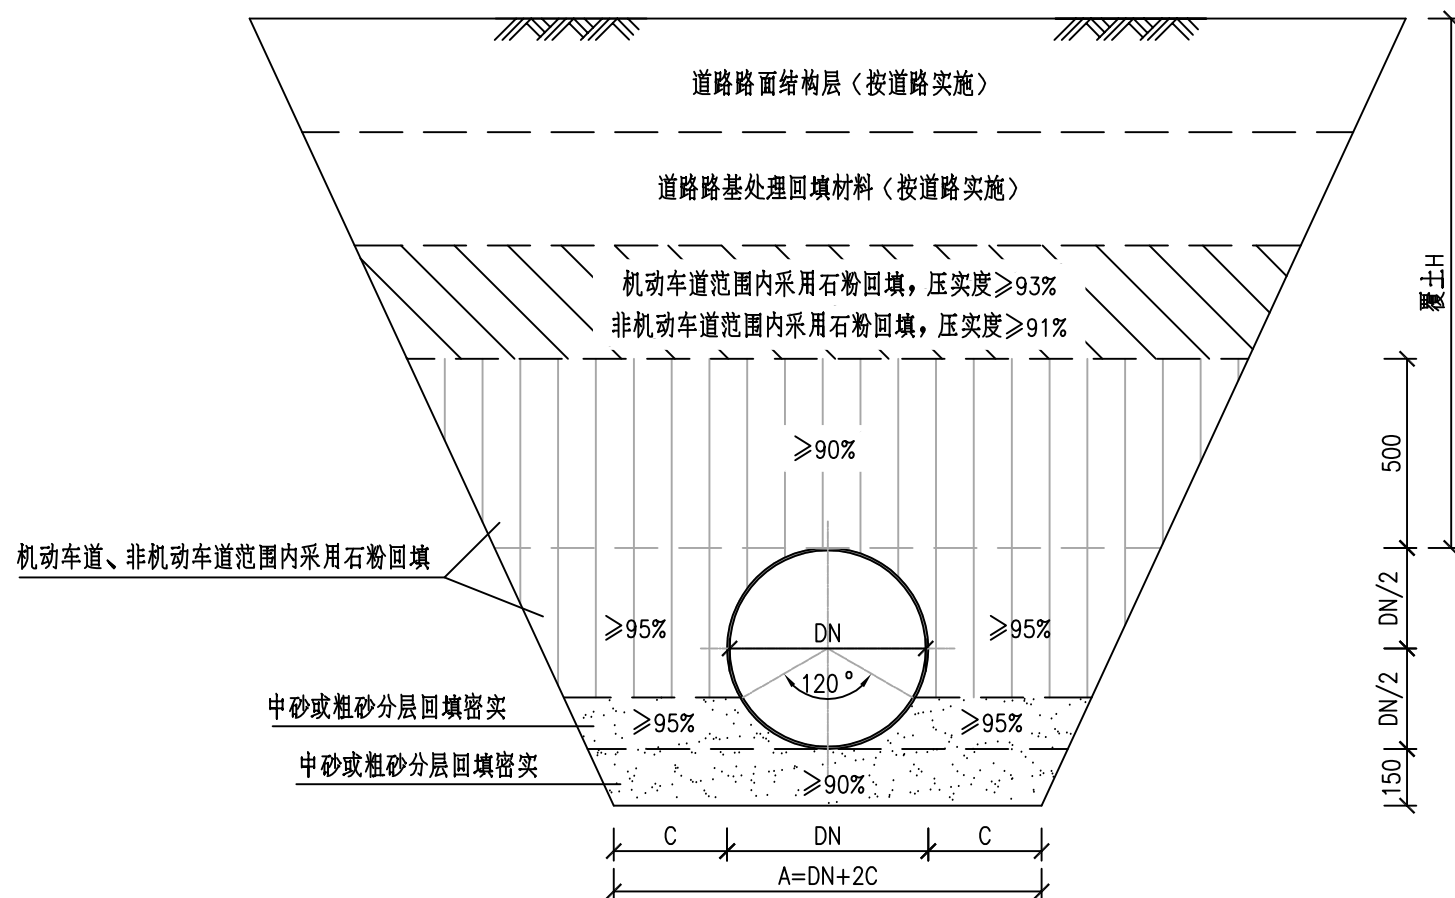 道路路面结构层（按道路实施）
道路路基处理回填材料（按道路实施）
机动车道范围内采用石粉回填，压实度≥93%
非机动车道范围内采用石粉回填，压实度≥91%
覆土H
≥90%
500
机动车道、非机动车道范围内采用石粉回填
≥95%
DN
≥95%
DN/2
120°
中砂或粗砂分层回填密实
≥95%
≥95%
DN/2
中砂或粗砂分层回填密实
≥90%
150
C
DN
C
A=DN+2C